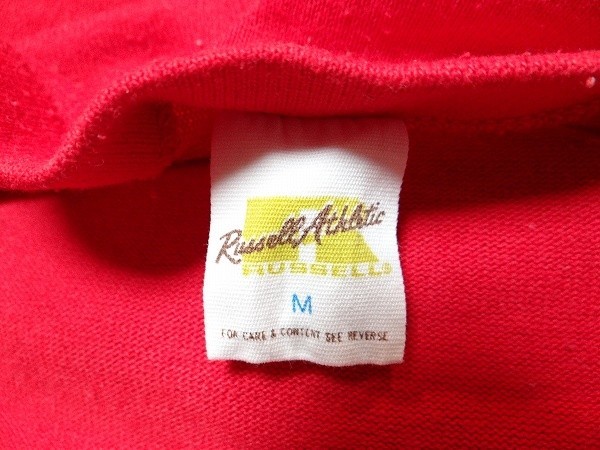 Russell Athletic
RUSSELL®
M
FOR CARE & CONTENT SEE REVERSE